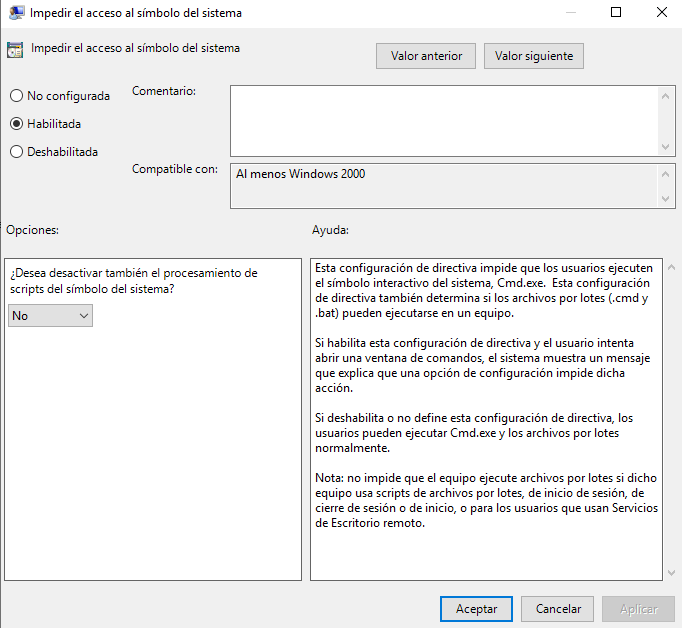 Impedir el acceso al símbolo del sistema
Impedir el acceso al símbolo del sistema
Valor anterior
Valor siguiente
No configurada
Habilitada
Deshabilitada
Comentario:
Compatible con:
Al menos Windows 2000
Opciones:
Ayuda:
¿Desea desactivar también el procesamiento de
scripts del símbolo del sistema?
No
Esta configuración de directiva impide que los usuarios ejecuten
el símbolo interactivo del sistema, Cmd.exe.  Esta configuración
de directiva también determina si los archivos por lotes (.cmd y
.bat) pueden ejecutarse en un equipo.
Si habilita esta configuración de directiva y el usuario intenta
abrir una ventana de comandos, el sistema muestra un mensaje
que explica que una opción de configuración impide dicha
acción.
Si deshabilita o no define esta configuración de directiva, los
usuarios pueden ejecutar Cmd.exe y los archivos por lotes
normalmente.
Nota: no impide que el equipo ejecute archivos por lotes si dicho
equipo usa scripts de archivos por lotes, de inicio de sesión, de
cierre de sesión o de inicio, o para los usuarios que usan Servicios
de Escritorio remoto.
Aceptar
Cancelar
Aplicar